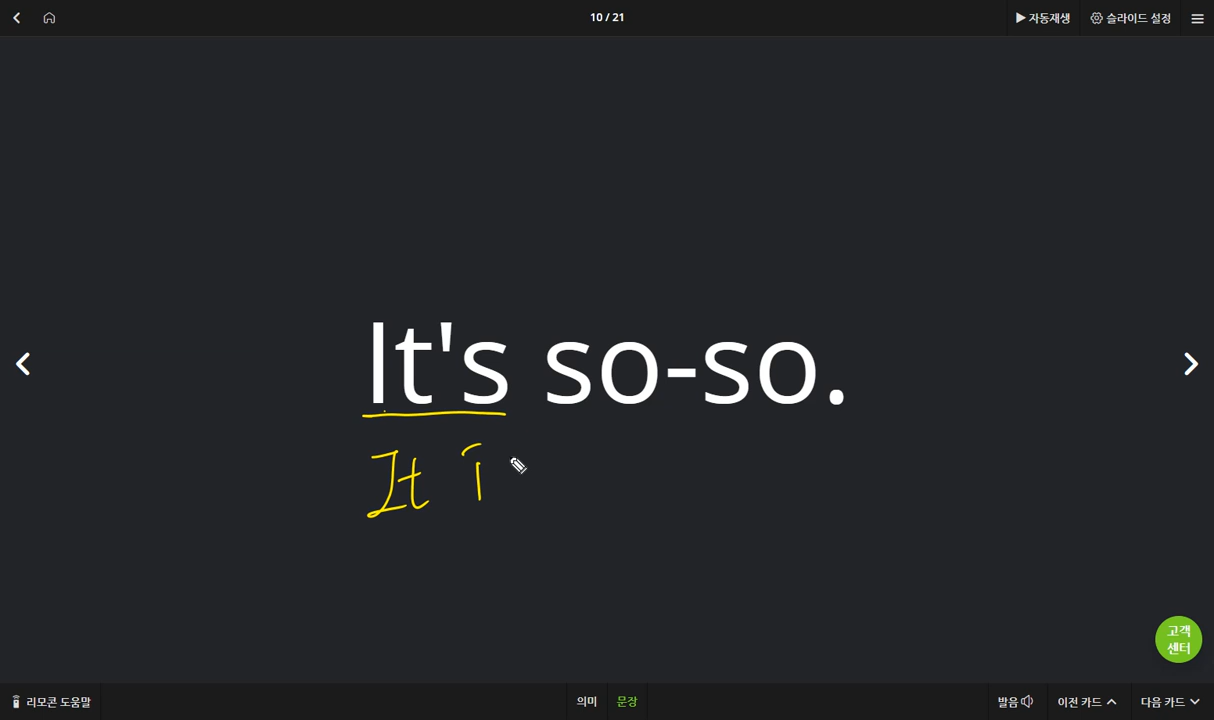 10 / 21
자동재생
슬라이드 설정
It's so-so.
It i
고객
센터
리모콘 도움말
의미
문장
발음
이전 카드
다음 카드